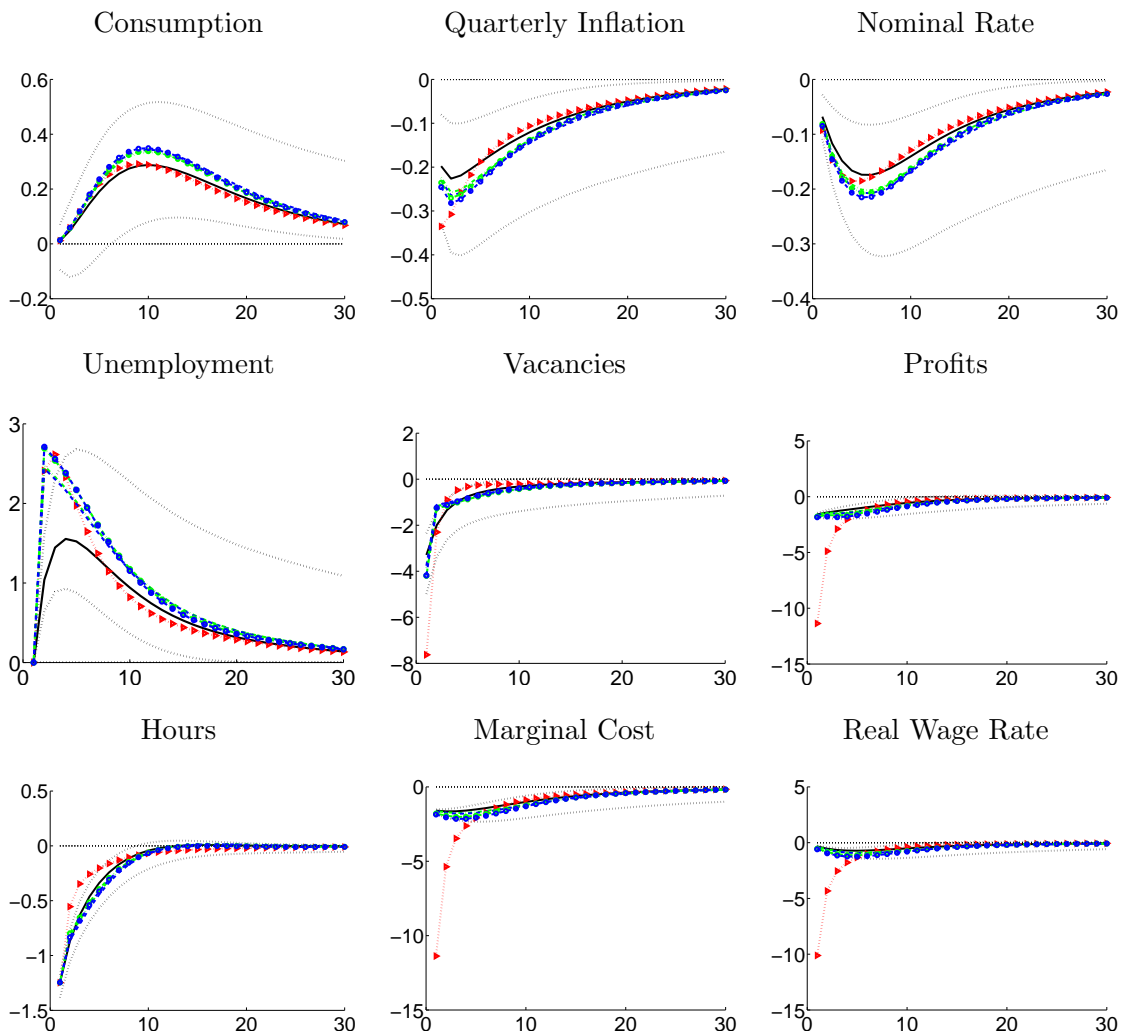 Consumption Quarterly Inflation Nominal Rate
0.6 0 0
0.4 −0.1 −0.1
0.2 −0.2 −0.2
0 −0.3 −0.3
−0.2 −0.4 −0.4
−0.5
0 10 20 30 0 10 20 30 0 10 20 30
Unemployment Vacancies Profits
3 2 5
2 0 0
1 −2 −5
0 −4 −10
−6 −15
−8
0 10 20 30 0 10 20 30 0 10 20 30
Hours Marginal Cost Real Wage Rate
0.5 0 5
0 −5 0
−0.5 −10 −5
−1 −15 −10
−1.5 −15
0 10 20 30 0 10 20 30 0 10 20 30